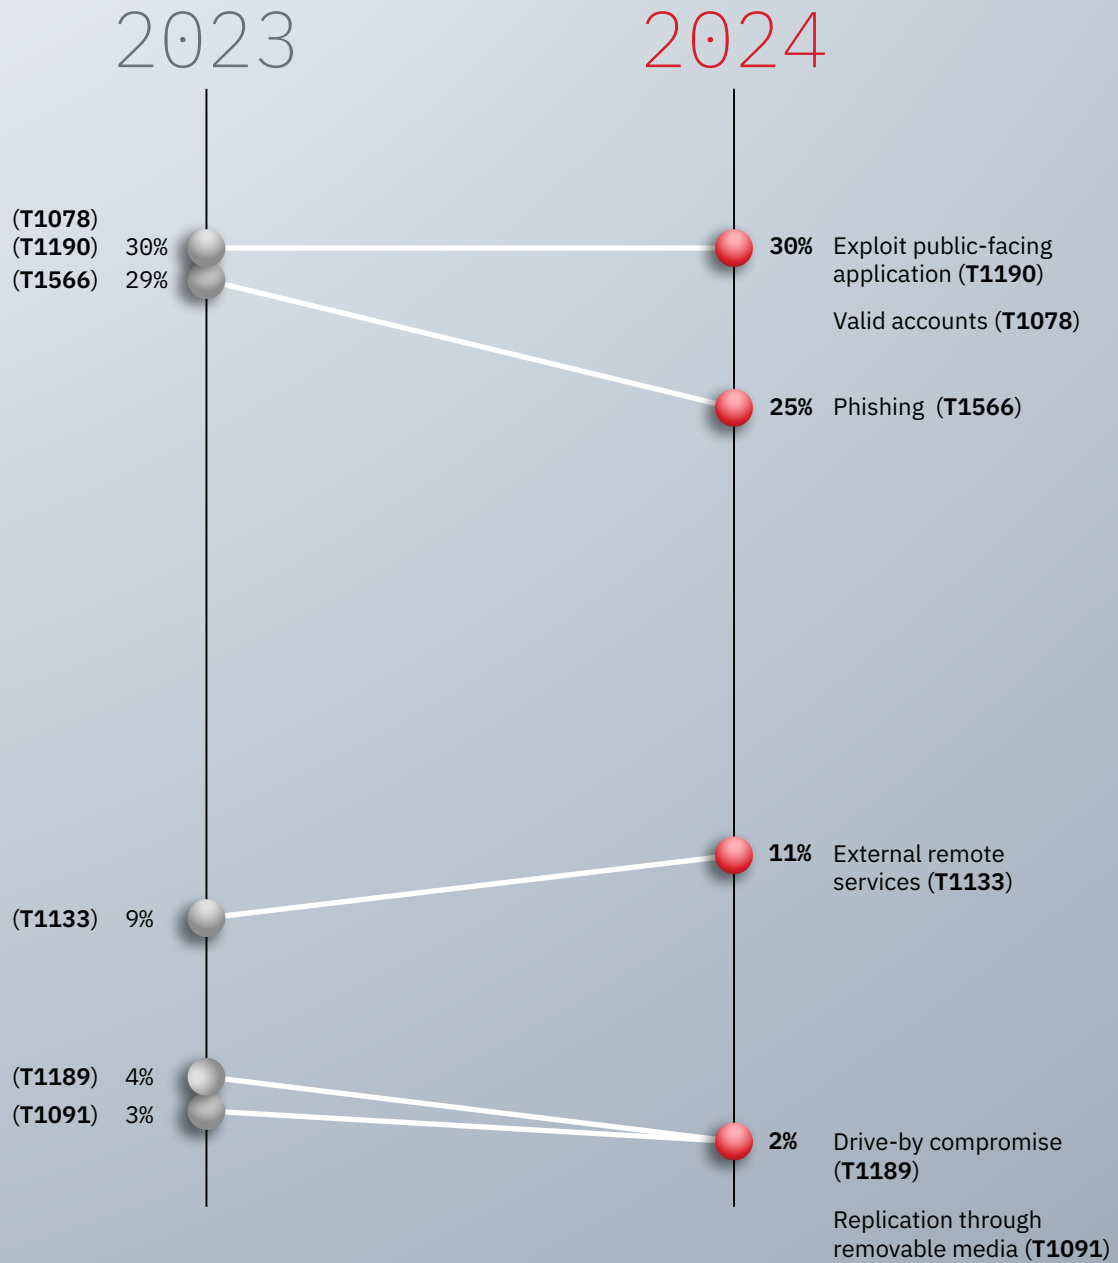 2023
2024
(T1078)
(T1190) 30%
(T1566) 29%
30% Exploit public-facing
application (T1190)
Valid accounts (T1078)
25% Phishing (T1566)
(T1133) 9%
11% External remote
services (T1133)
(T1189) 4%
(T1091) 3%
2% Drive-by compromise
(T1189)
Replication through
removable media (T1091)